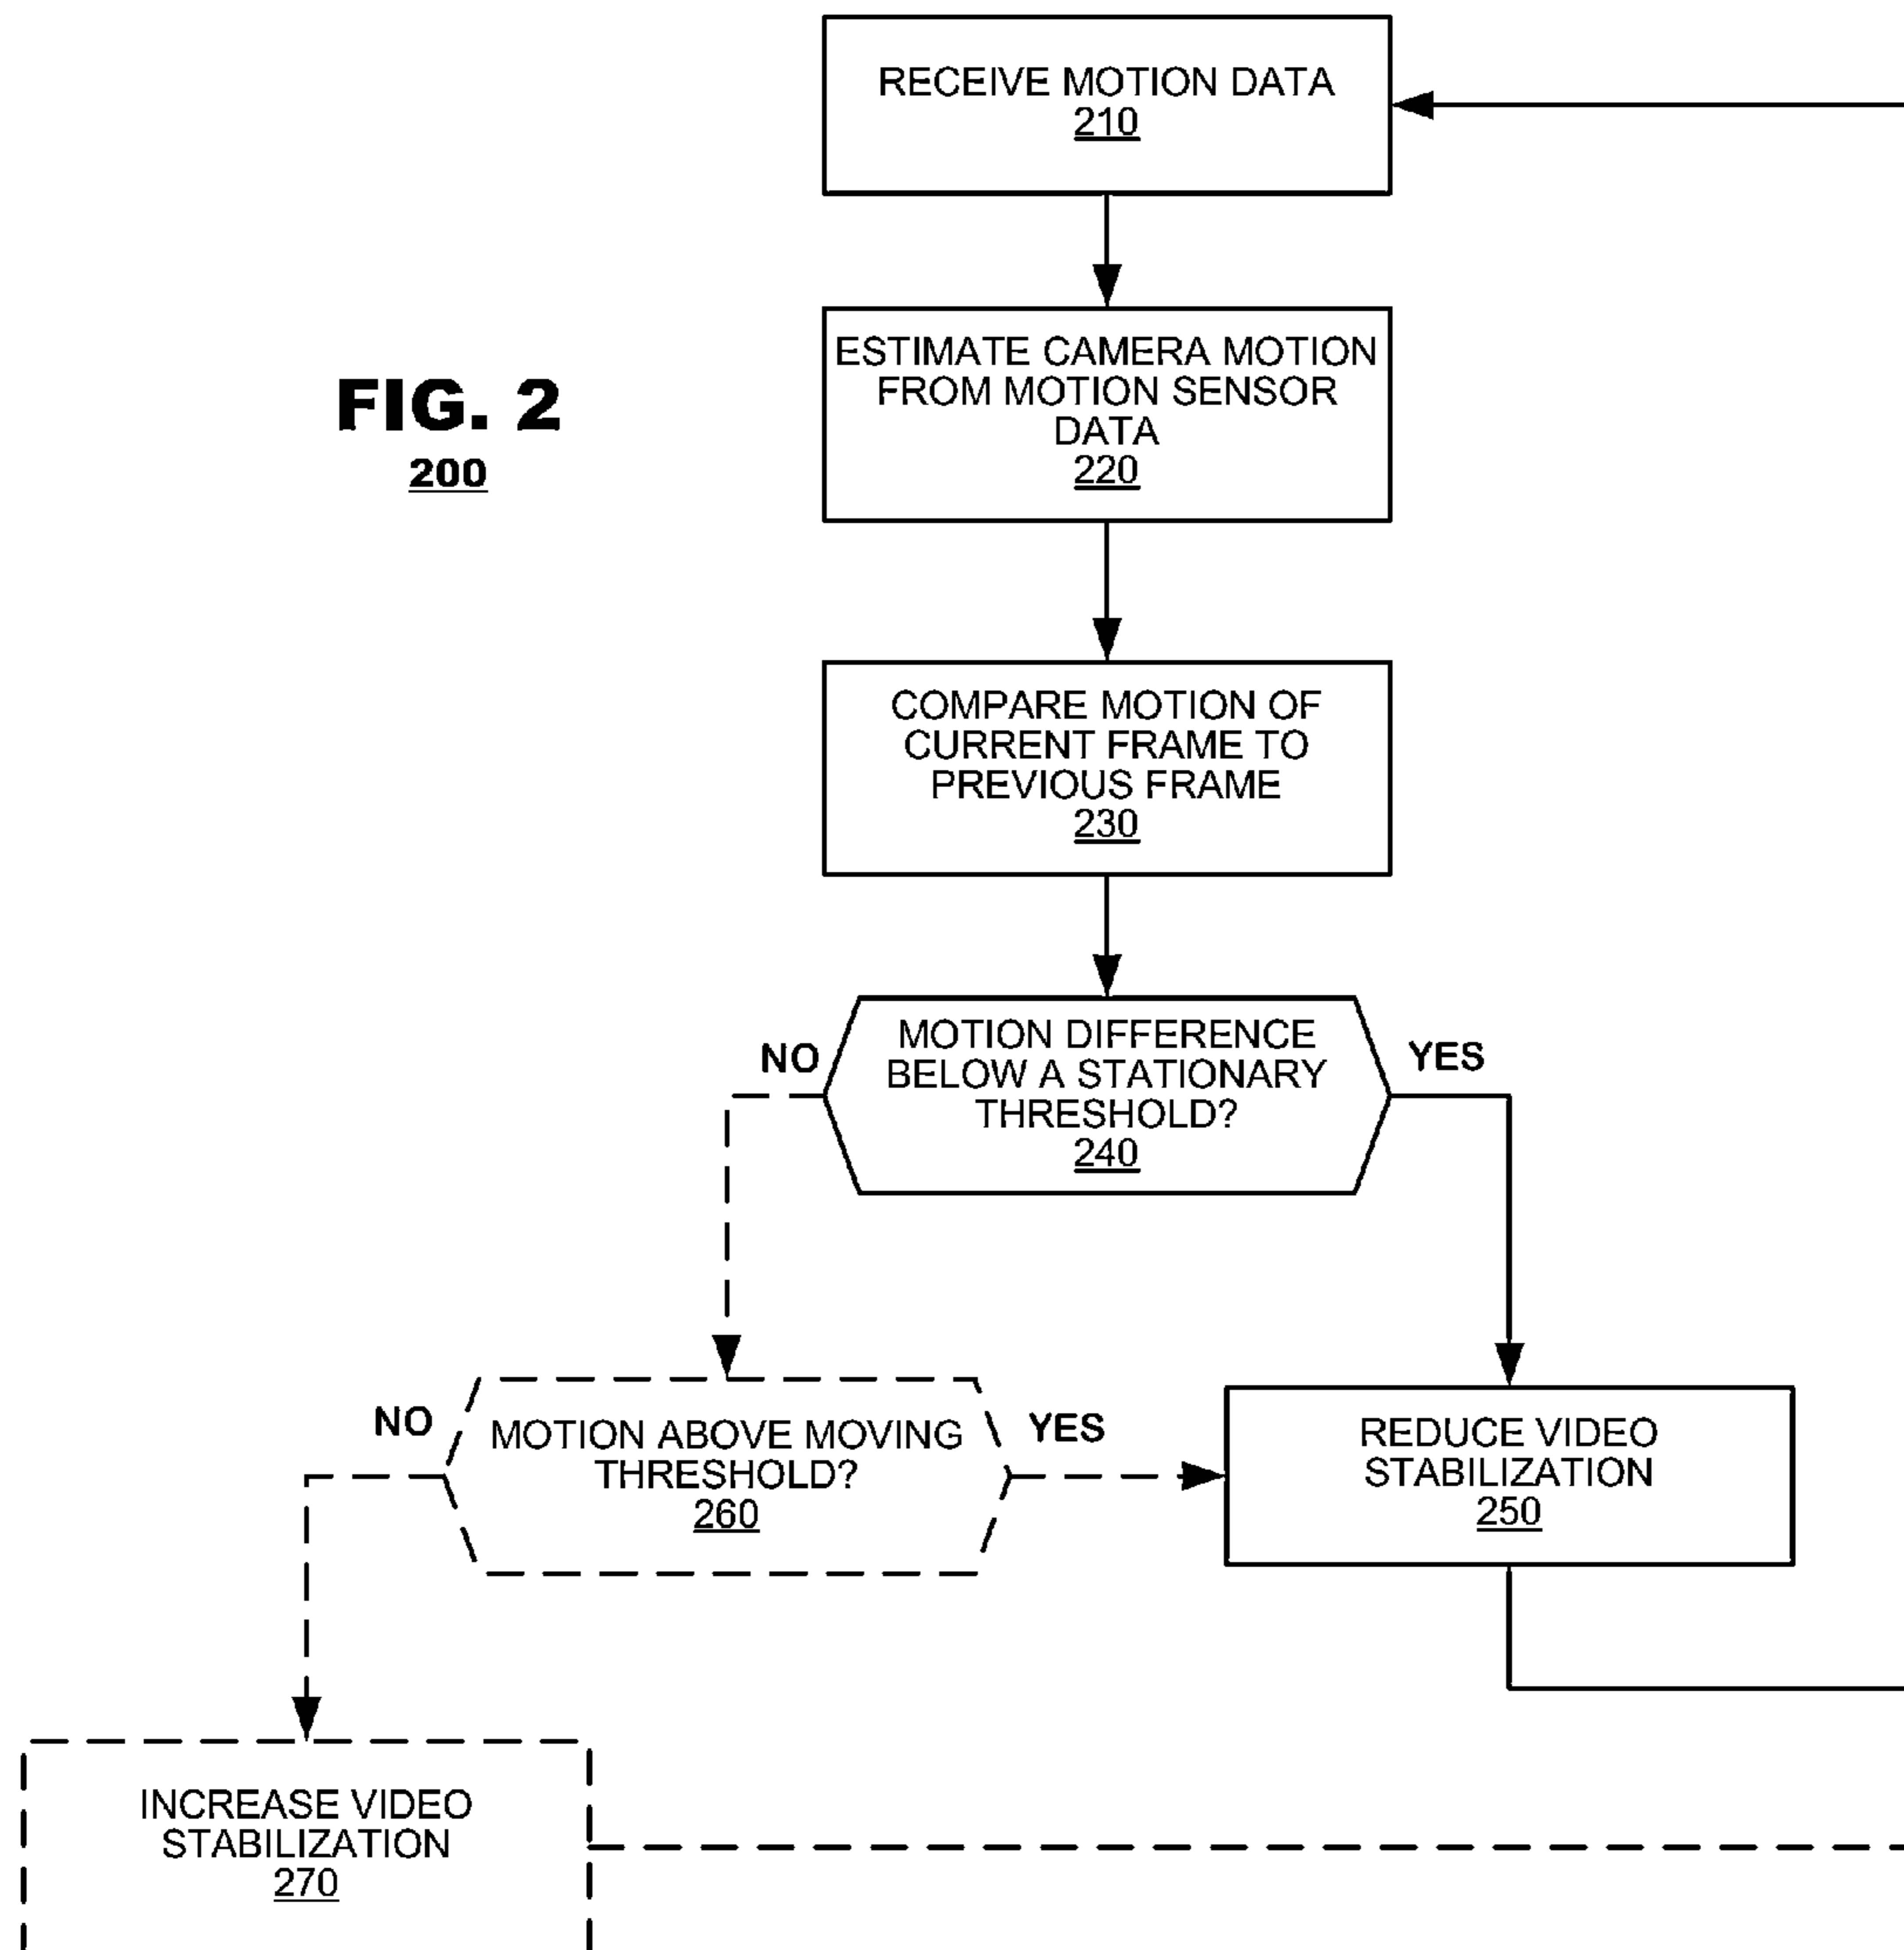 RECEIVE MOTION DATA
210
ESTIMATE CAMERA MOTION
FROM MOTION SENSOR
DATA
220
FIG. 2
200
COMPARE MOTION OF
CURRENT FRAME TO
PREVIOUS FRAME
230
NO
MOTION DIFFERENCE
BELOW A STATIONARY
THRESHOLD?
240
YES
NO
MOTION ABOVE MOVING
THRESHOLD?
260
YES
REDUCE VIDEO
STABILIZATION
250
INCREASE VIDEO
STABILIZATION
270